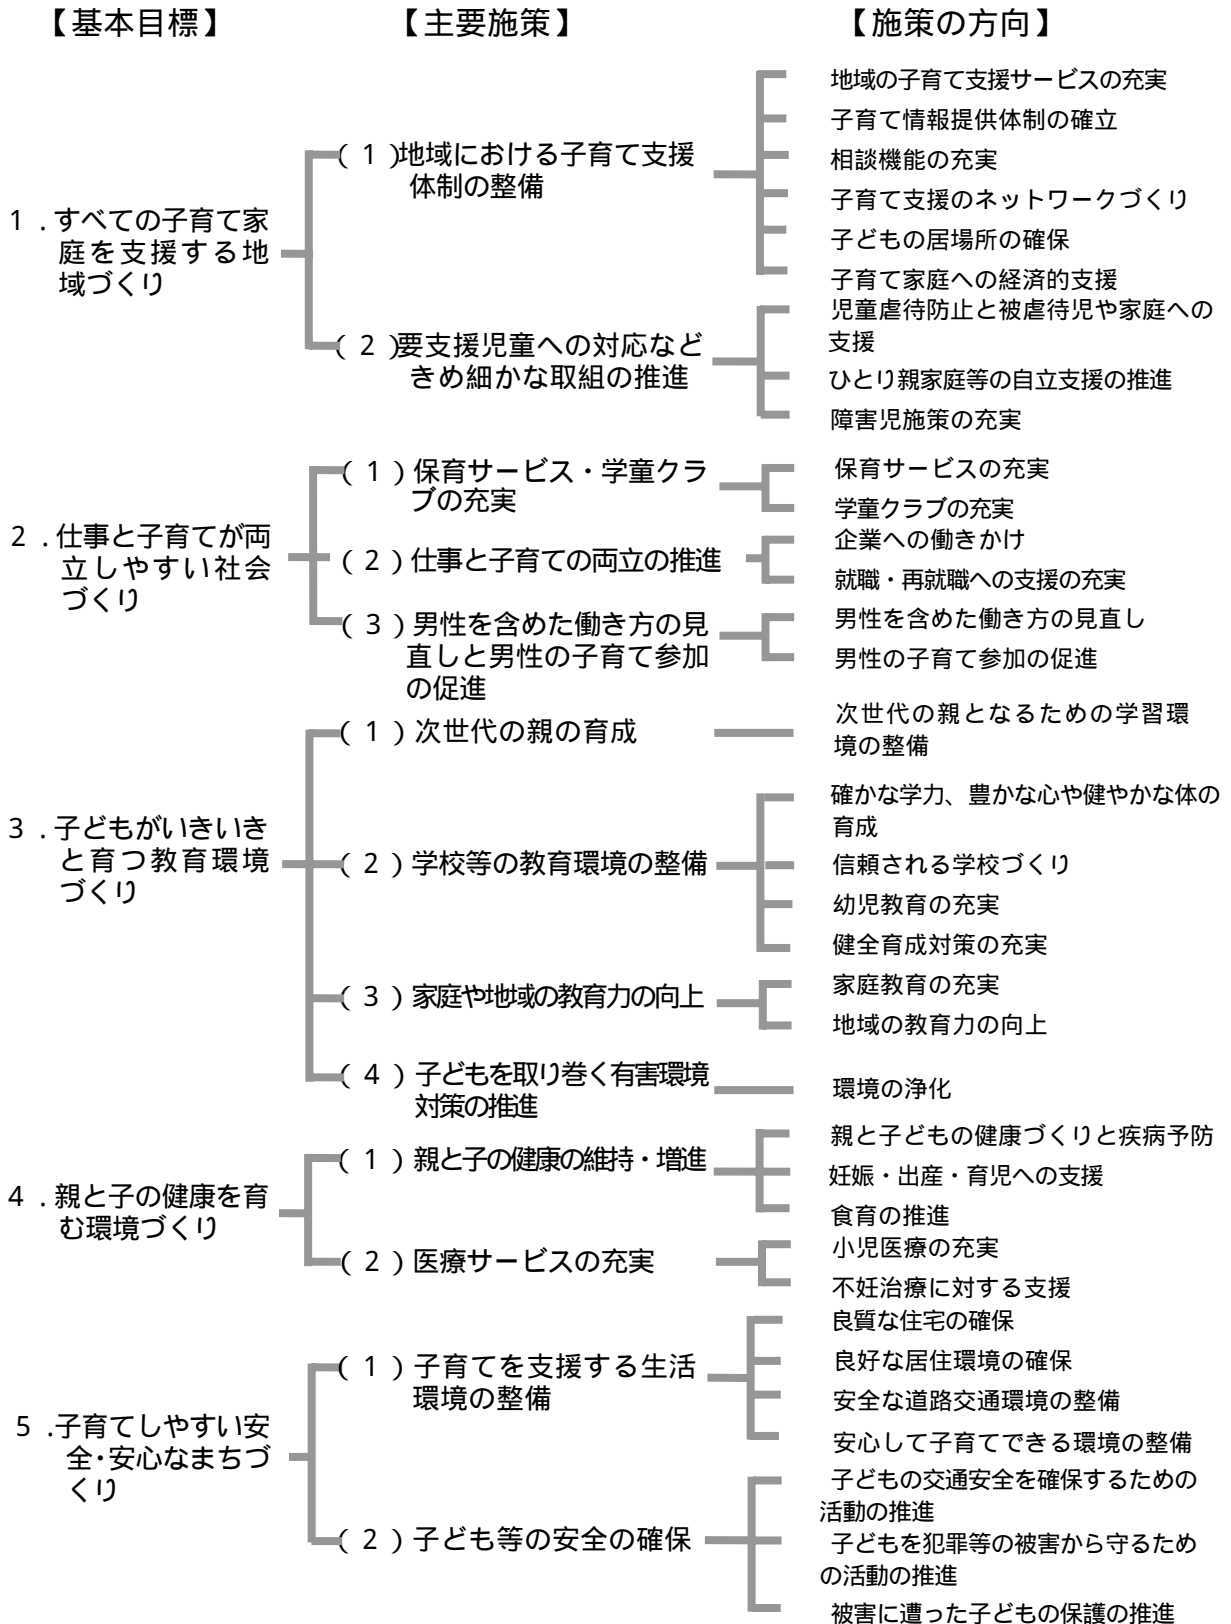 【基本目標】 【主要施策】 【施策の方向】
1.すべての子育て家
庭を支援する地
域づくり
(1)地域における子育て支援
体制の整備
地域の子育て支援サービスの充実
子育て情報提供体制の確立
相談機能の充実
子育て支援のネットワークづくり
子どもの居場所の確保
子育て家庭への経済的支援
(2)要支援児童への対応など
きめ細かな取組の推進
児童虐待防止と被虐待児や家庭への
支援
ひとり親家庭等の自立支援の推進
障害児施策の充実
2.仕事と子育てが両
立しやすい社会
づくり
(1)保育サービス・学童クラ
ブの充実
保育サービスの充実
学童クラブの充実
(2)仕事と子育ての両立の推進
企業への働きかけ
就職・再就職への支援の充実
(3)男性を含めた働き方の見
直しと男性の子育て参加
の促進
男性を含めた働き方の見直し
男性の子育て参加の促進
3.子どもがいきいき
と育つ教育環境
づくり
(1)次世代の親の育成
次世代の親となるための学習環
境の整備
(2)学校等の教育環境の整備
確かな学力、豊かな心や健やかな体の
育成
信頼される学校づくり
幼児教育の充実
健全育成対策の充実
(3)家庭や地域の教育力の向上
家庭教育の充実
地域の教育力の向上
(4)子どもを取り巻く有害環境
対策の推進
環境の浄化
4.親と子の健康を育
む環境づくり
(1)親と子の健康の維持・増進
親と子どもの健康づくりと疾病予防
妊娠・出産・育児への支援
食育の推進
(2)医療サービスの充実
小児医療の充実
不妊治療に対する支援
5.子育てしやすい安
全・安心なまちづ
くり
(1)子育てを支援する生活
環境の整備
良質な住宅の確保
良好な居住環境の確保
安全な道路交通環境の整備
安心して子育てできる環境の整備
(2)子ども等の安全の確保
子どもの交通安全を確保するための
活動の推進
子どもを犯罪等の被害から守るため
の活動の推進
被害に遭った子どもの保護の推進